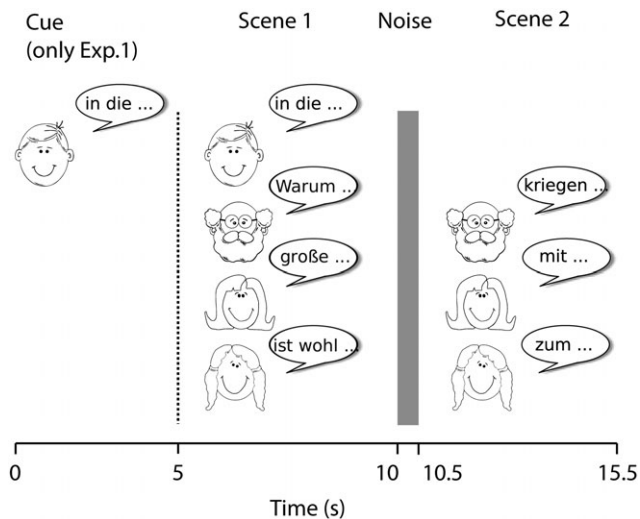 Cue
(only Exp.1)
Scene 1
Noise
Scene 2
in die ...
in die ...
Warum ...
kriegen ...
große ...
mit ...
ist wohl ...
zum ...
0
5
10
10.5
15.5
Time (s)